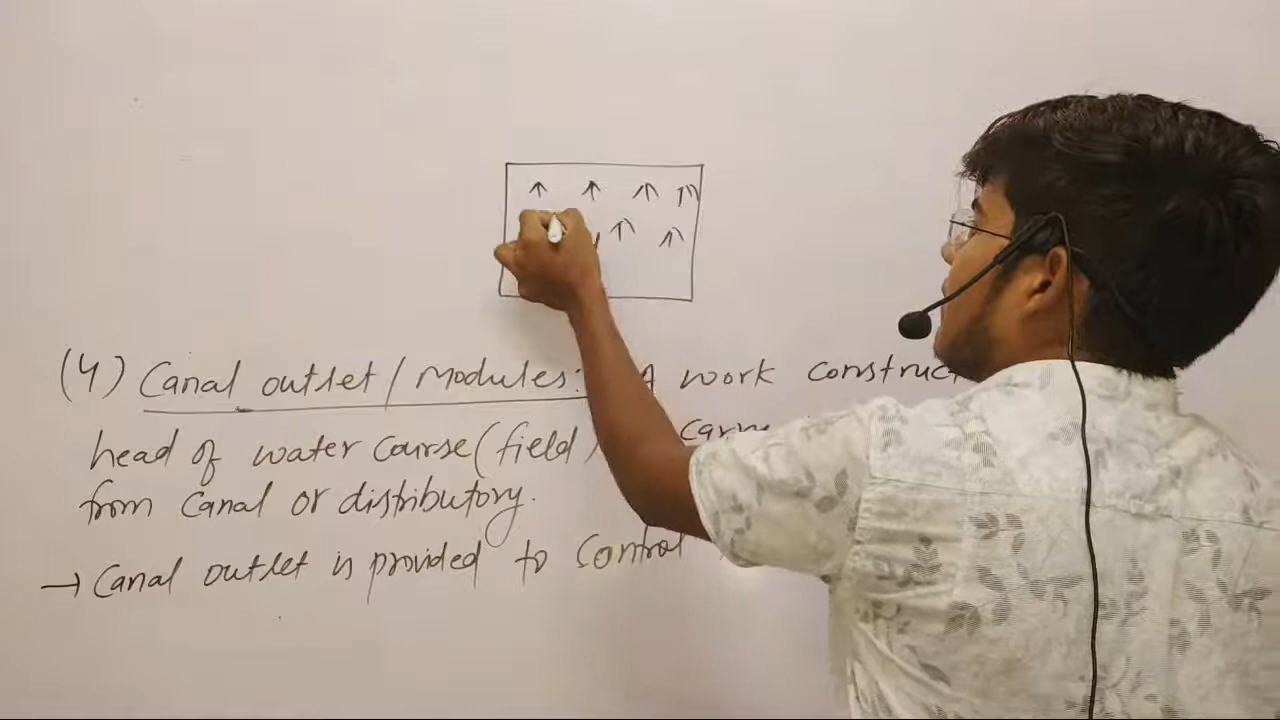 (4) Canal outlet / Modules: A work construc
head of water course (field)
from Canal or distributory.
→ Canal outlet is provided to Control